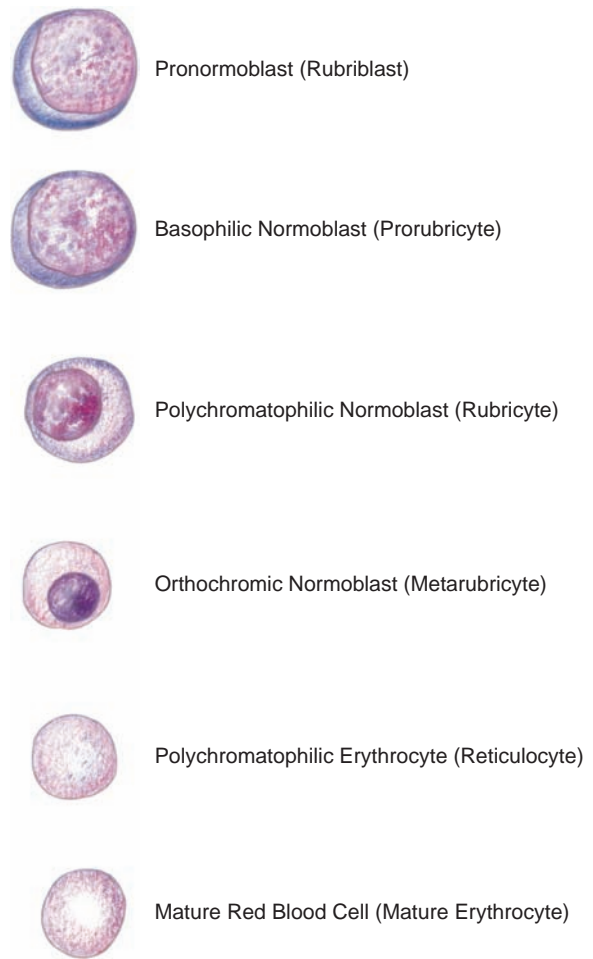 Pronormoblast (Rubriblast)
Basophilic Normoblast (Prorubricyte)
Polychromatophilic Normoblast (Rubricyte)
Orthochromic Normoblast (Metarubricyte)
Polychromatophilic Erythrocyte (Reticulocyte)
Mature Red Blood Cell (Mature Erythrocyte)